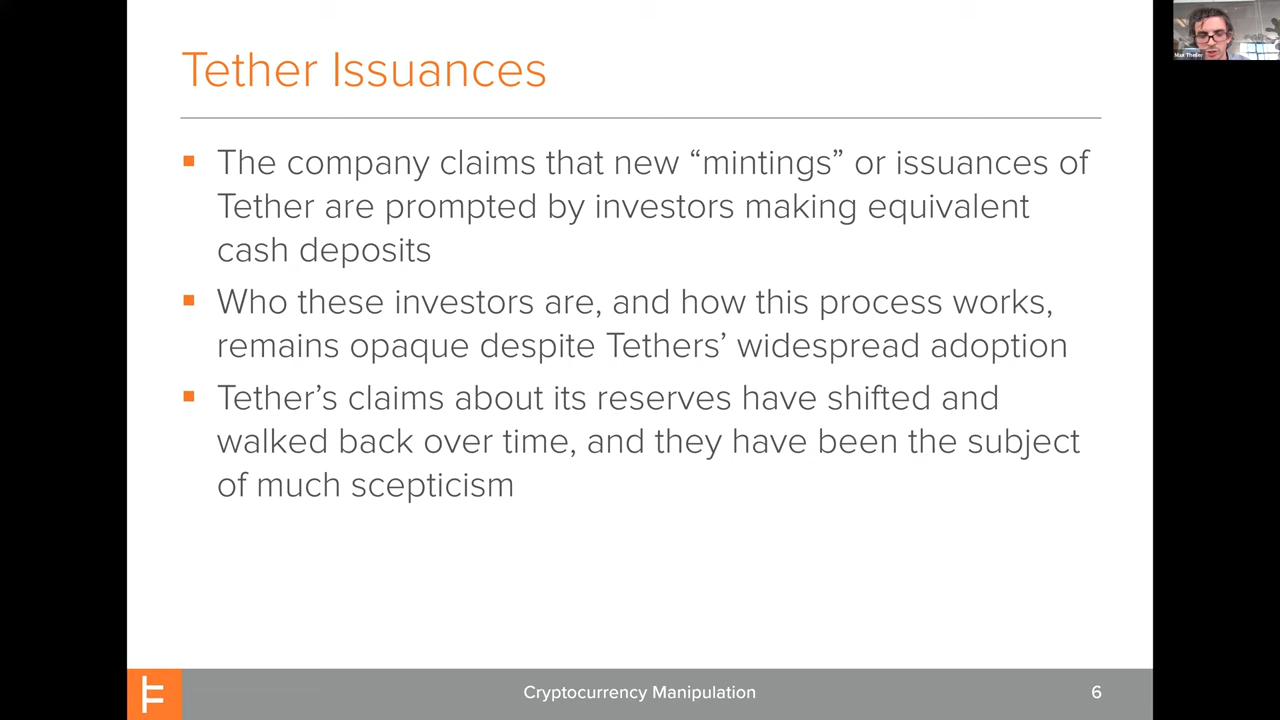 Tether Issuances
The company claims that new “mintings” or issuances of
Tether are prompted by investors making equivalent
cash deposits
Who these investors are, and how this process works,
remains opaque despite Tethers’ widespread adoption
Tether’s claims about its reserves have shifted and
walked back over time, and they have been the subject
of much scepticism
Cryptocurrency Manipulation
6